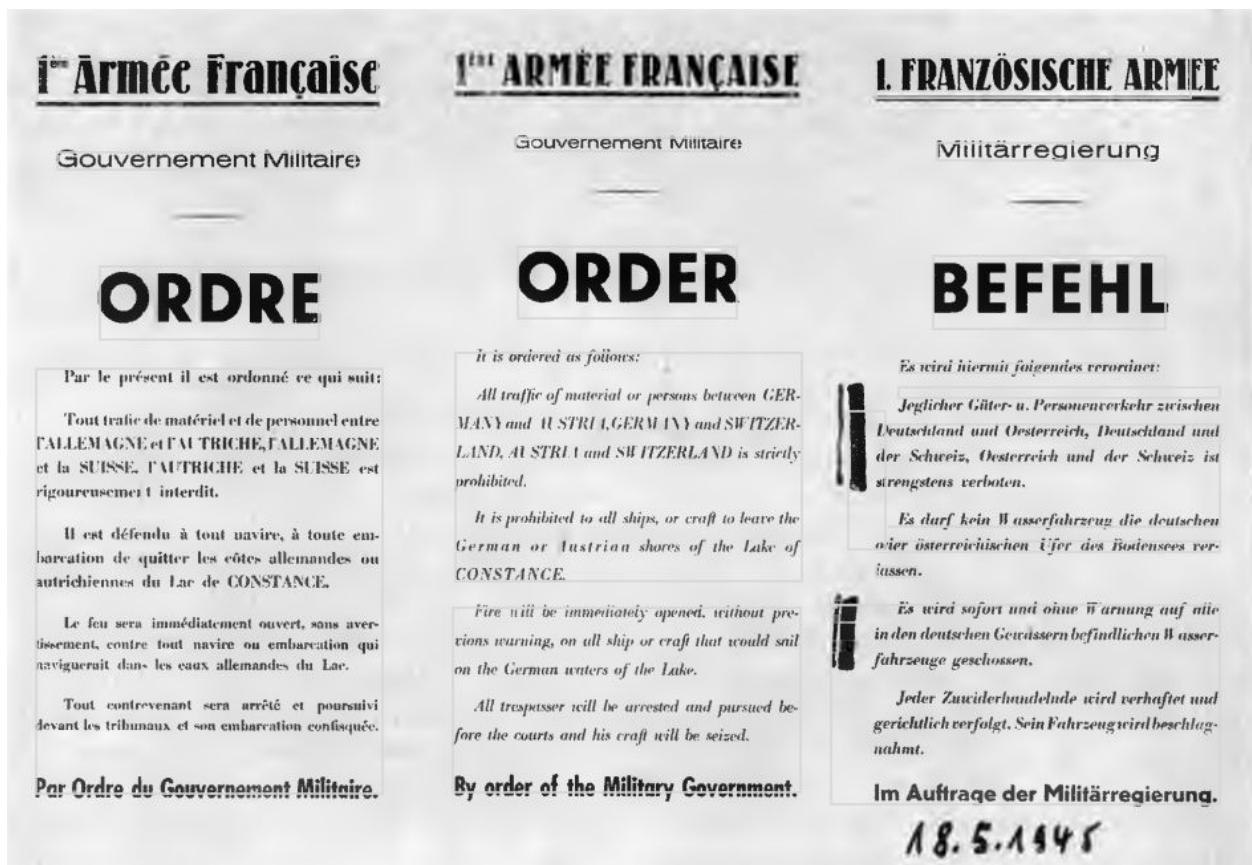 1ère Armée Française
Gouvernement Militaire
ORDRE
Par le présent il est ordonné ce qui suit:
Tout trafic de matériel et de personnel entre
l'ALLEMAGNE et l'AUTRICHE, l'ALLEMAGNE
et la SUISSE, l'AUTRICHE et la SUISSE est
rigoureusement interdit.
Il est défendu à tout navire, à toute em-
barcation de quitter les côtes allemandes ou
autrichiennes du Lac de CONSTANCE.
Le feu sera immédiatement ouvert, sans aver-
tissement, contre tout navire ou embarcation qui
naviguerait dans les eaux allemandes du Lac.
Tout contrevenant sera arrêté et poursuivi
devant les tribunaux et son embarcation confisquée.
Par Ordre du Gouvernement Militaire.
1ère ARMÉE FRANÇAISE
Gouvernement Militaire
ORDER
It is ordered as follows:
All traffic of material or persons between GER-
MANY and AUSTRIA, GERMANY and SWITZER-
LAND, AUSTRIA and SWITZERLAND is strictly
prohibited.
It is prohibited to all ships, or craft to leave the
German or Austrian shores of the Lake of
CONSTANCE.
Fire will be immediately opened, without pre-
vious warning, on all ship or craft that would sail
on the German waters of the Lake.
All trespasser will be arrested and pursued be-
fore the courts and his craft will be seized.
By order of the Military Government.
1. FRANZÖSISCHE ARMEE
Militärregierung
BEFEHL
Es wird hiermit folgendes verordnet:
Jeglicher Güter- u. Personenverkehr zwischen
Deutschland und Oesterreich, Deutschland und
der Schweiz, Oesterreich und der Schweiz ist
strengstens verboten.
Es darf kein Wasserfahrzeug die deutschen
oder österreichischen Ufer des Bodensees ver-
lassen.
Es wird sofort und ohne Warnung auf alle
in den deutschen Gewässern befindlichen Wasser-
fahrzeuge geschossen.
Jeder Zuwiderhandelnde wird verhaftet und
gerichtlich verfolgt. Sein Fahrzeug wird beschlag-
nahmt.
Im Auftrage der Militärregierung.
18.5.1945